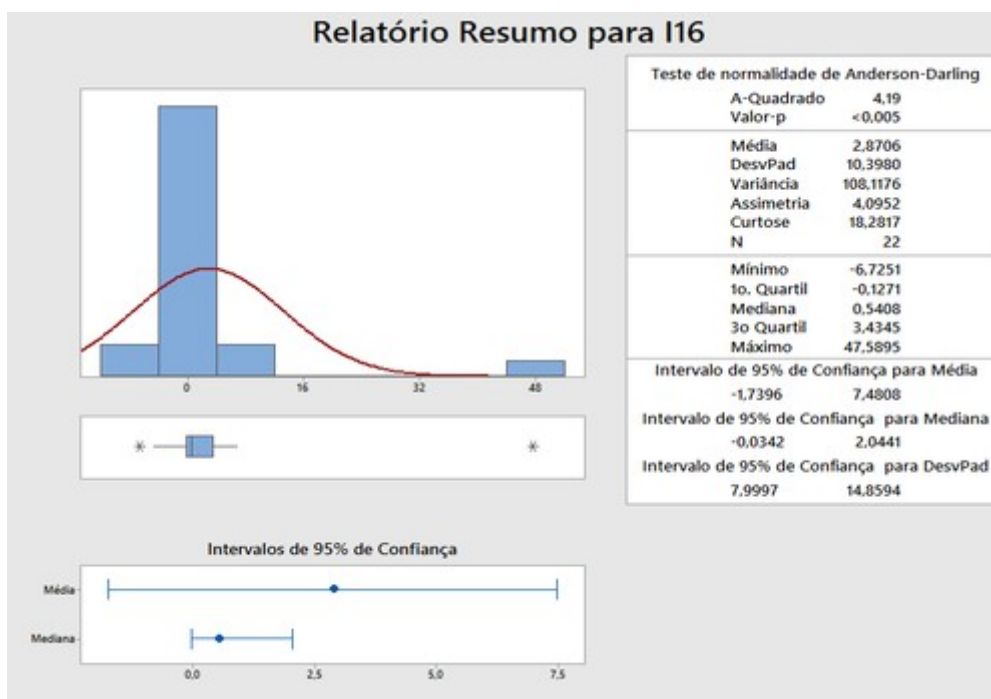 Relatório Resumo para I16
Teste de normalidade de Anderson-Darling
A-Quadrado 4,19
Valor-p <0,005
Média 2,8706
DesvPad 10,3980
Variância 108,1176
Assimetria 4,0952
Curtose 18,2817
N 22
Mínimo -6,7251
1o. Quartil -0,1271
Mediana 0,5408
3o Quartil 3,4345
Máximo 47,5895
Intervalo de 95% de Confiança para Média
-1,7396 7,4808
Intervalo de 95% de Confiança para Mediana
-0,0342 2,0441
Intervalo de 95% de Confiança para DesvPad
7,9997 14,8594
0 16 32 48
Intervalos de 95% de Confiança
Média
Mediana
0,0 2,5 5,0 7,5